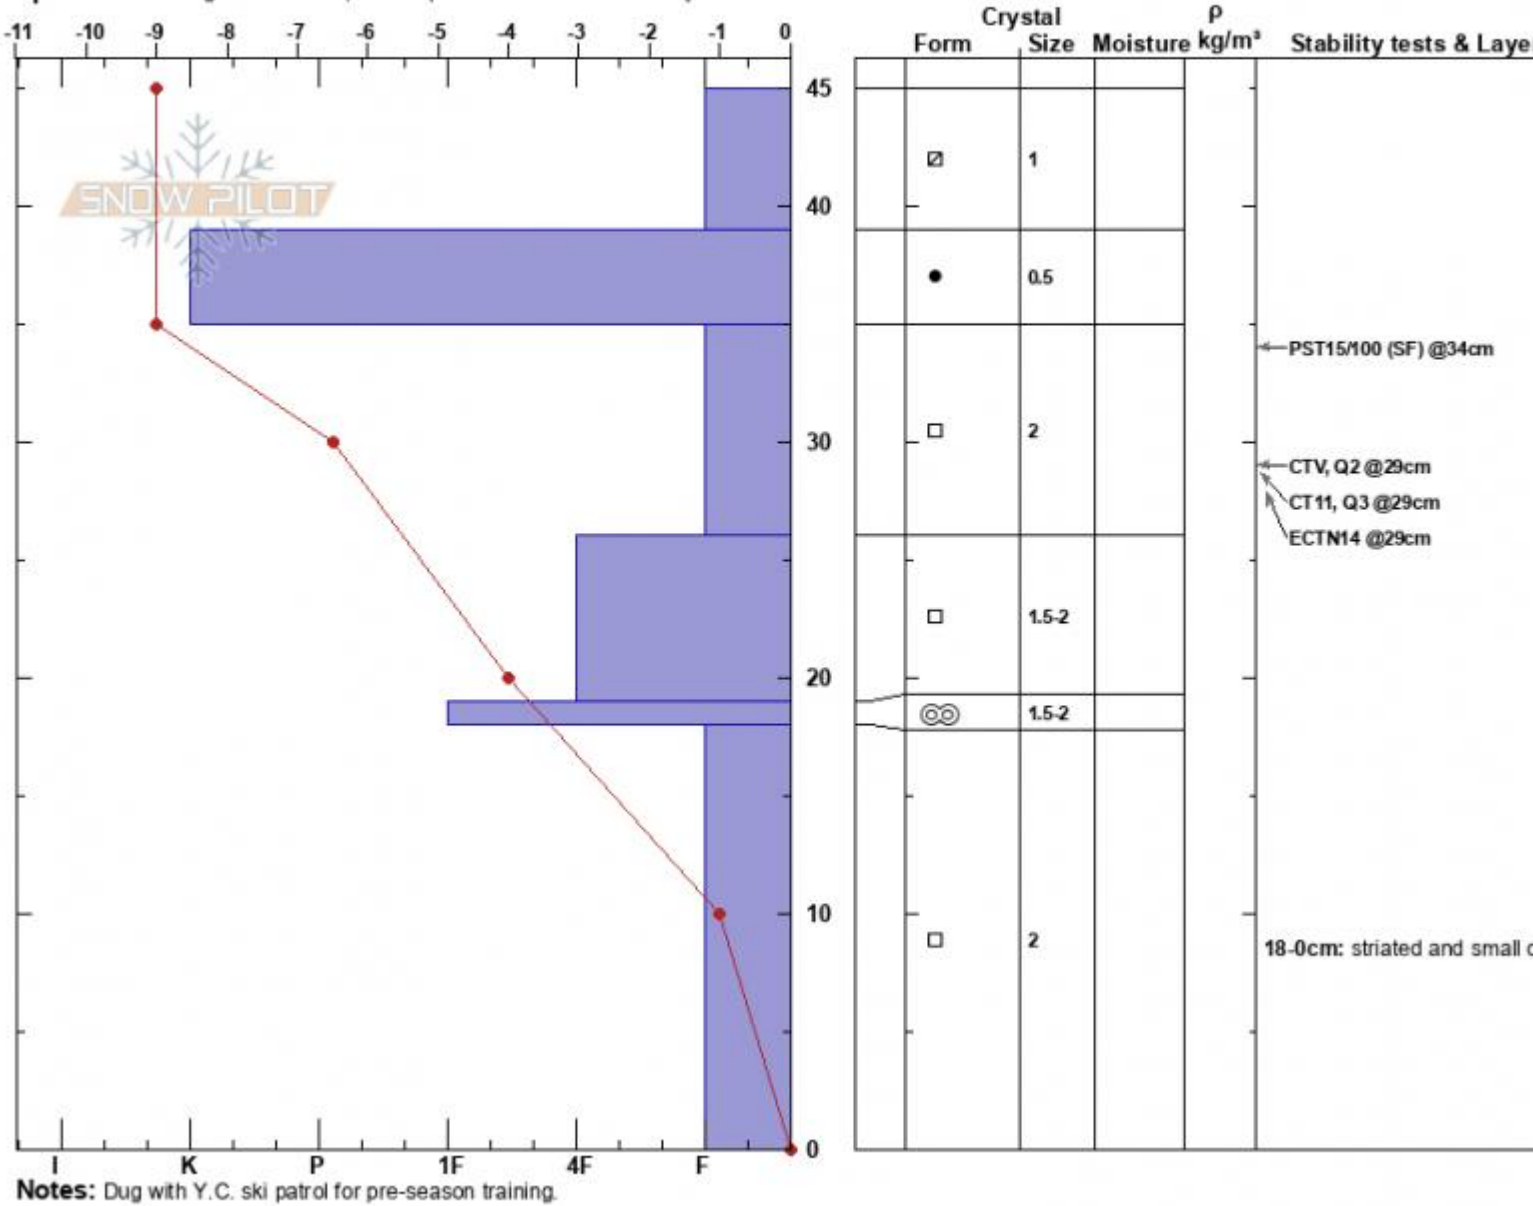 -11 -10 -9 -8 -7 -6 -5 -4 -3 -2 -1 0
Crystal ρ
Form Size Moisture kg/m³ Stability tests & Layer
45
1
SNOW PILOT
40
0.5
PST15/100 (SF) @34cm
30 2
CTV, Q2 @29cm
CT11, Q3 @29cm
ECTN14 @29cm
1.5-2
20
1.5-2
10
2
18-0cm: striated and small
0
I K P 1F 4F F
Notes: Dug with Y.C. ski patrol for pre-season training.